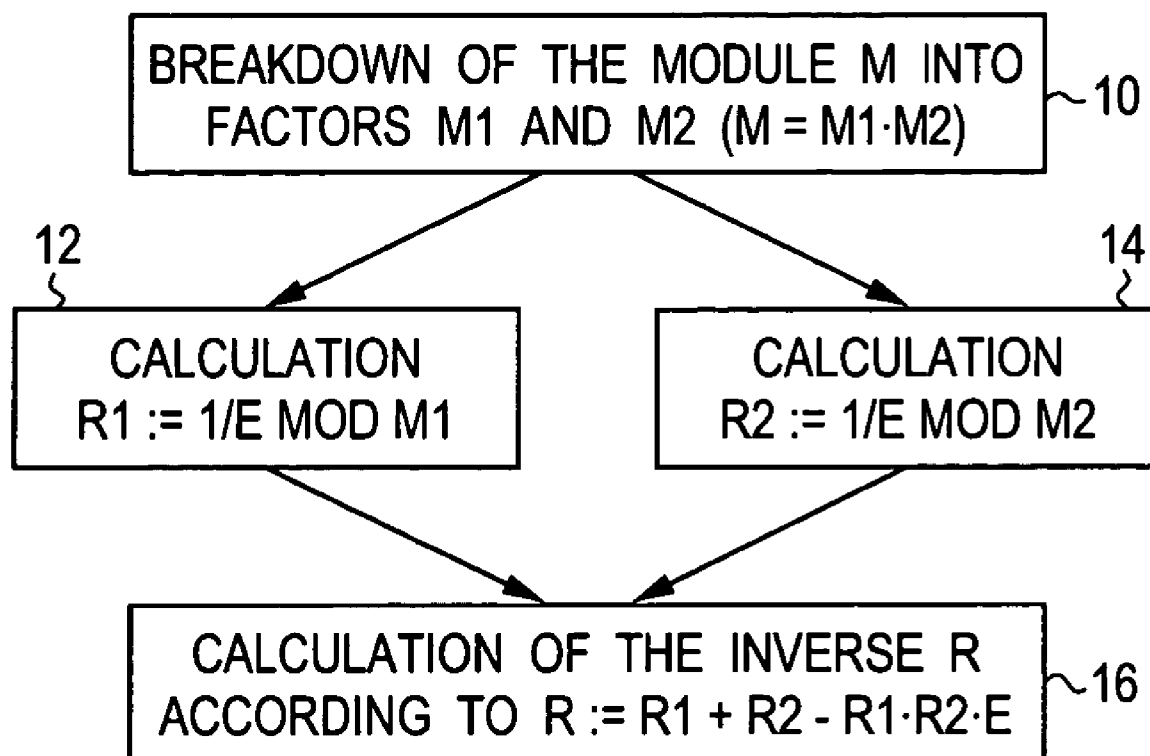 BREAKDOWN OF THE MODULE M INTO
FACTORS M1 AND M2 (M = M1·M2)
10
12
14
CALCULATION
R1 := 1/E MOD M1
CALCULATION
R2 := 1/E MOD M2
CALCULATION OF THE INVERSE R
ACCORDING TO R := R1 + R2 - R1·R2·E
16